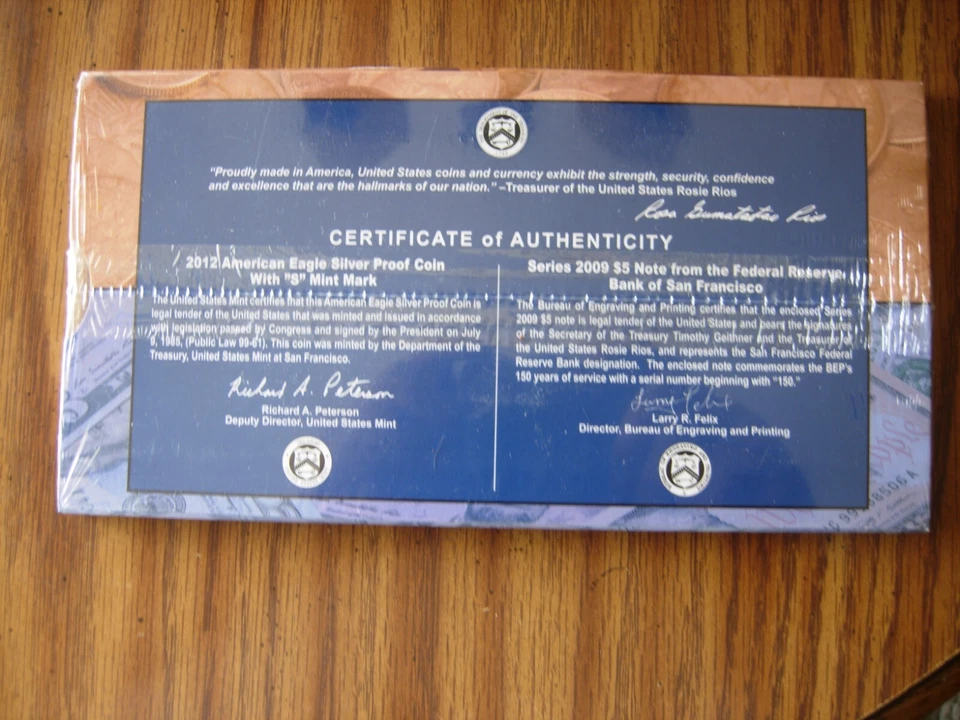 "Proudly made in America, United States coins and currency exhibit the strength, security, confidence
and excellence that are the hallmarks of our nation." –Treasurer of the United States Rosie Rios
CERTIFICATE of AUTHENTICITY
2012 American Eagle Silver Proof Coin
With "S" Mint Mark
The United States Mint certifies that this American Eagle Silver Proof Coin is
legal tender of the United States that was minted and issued in accordance
with legislation passed by Congress and signed by the President on July
9, 1985, (Public Law 99-61). This coin was minted by the Department of the
Treasury, United States Mint at San Francisco.
Richard A. Peterson
Richard A. Peterson
Deputy Director, United States Mint
Series 2009 $5 Note from the Federal Reserve
Bank of San Francisco
The Bureau of Engraving and Printing certifies that the enclosed Series
2009 $5 note is legal tender of the United States and bears the signatures
of the Secretary of the Treasury Timothy Geithner and the Treasurer of
the United States Rosie Rios, and represents the San Francisco Federal
Reserve Bank designation. The enclosed note commemorates the BEP's
150 years of service with a serial number beginning with "150."
Larry R. Felix
Director, Bureau of Engraving and Printing